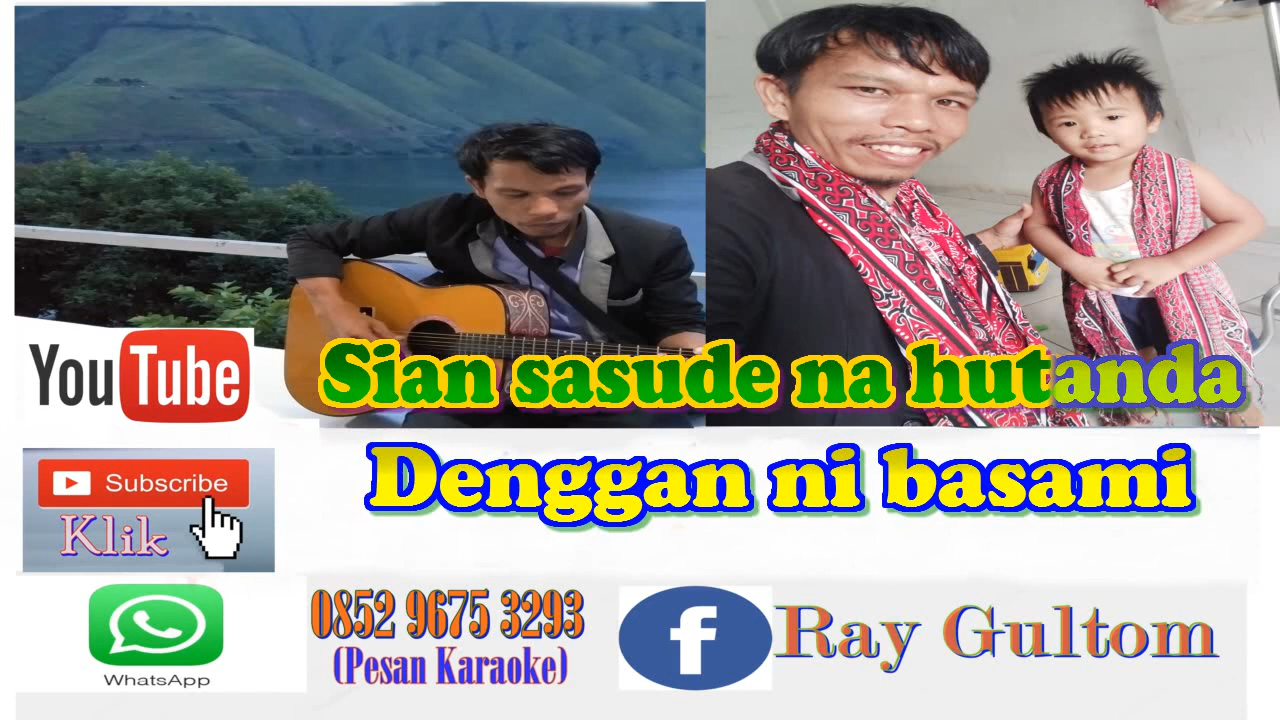 YouTube
Sian sasude na hutanda
Denggan ni basami
Subscribe
Klik
WhatsApp
0852 9675 3293
(Pesan Karaoke)
f Ray Gultom